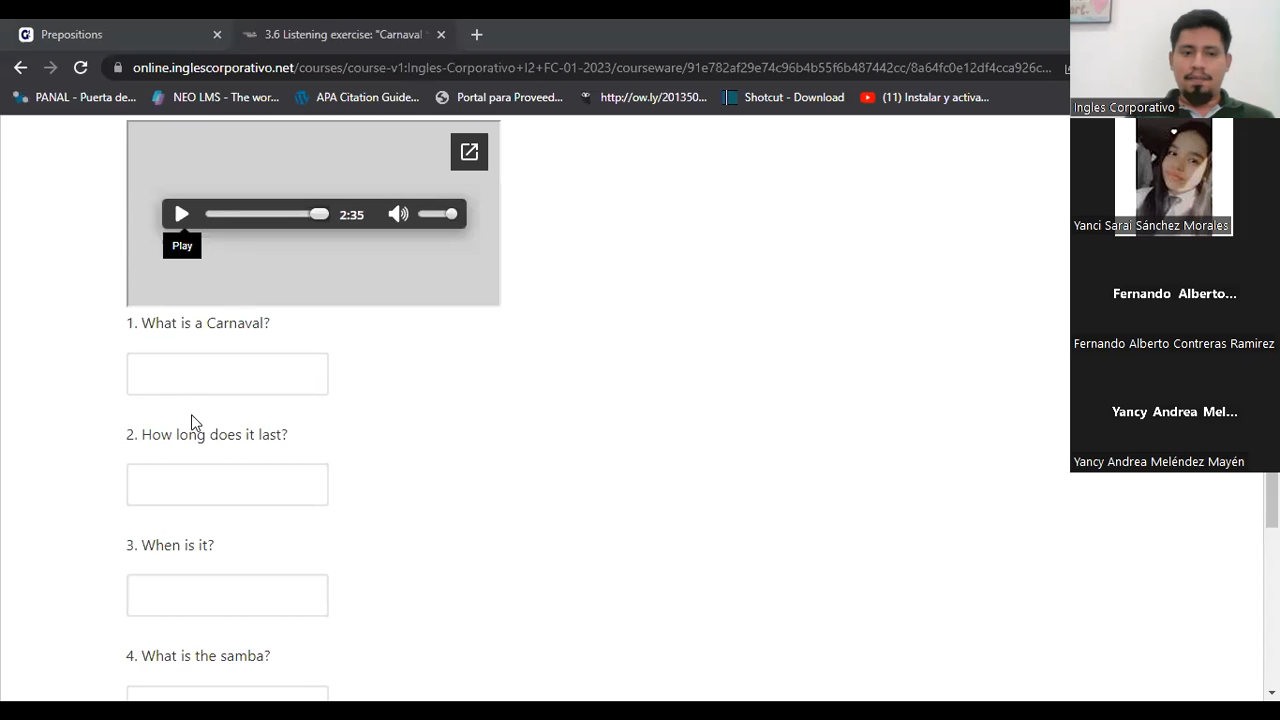 Prepositions
3.6 Listening exercise: "Carnaval
online.inglescorporativo.net/courses/course-v1:Ingles-Corporativo+I2+FC-01-2023/courseware/91e782af29e74c96b4b55f6b487442cc/8a64fc0e12df4cca926c...
PANAL - Puerta de...
NEO LMS - The wor...
APA Citation Guide...
Portal para Proveed...
http://ow.ly/201350...
Shotcut - Download
(11) Instalar y activa...
2:35
Play
1. What is a Carnaval?
2. How long does it last?
3. When is it?
4. What is the samba?
art.
Ingles Corporativo
Yanci Sarai Sánchez Morales
Fernando Alberto...
Fernando Alberto Contreras Ramirez
Yancy Andrea Mel...
Yancy Andrea Meléndez Mayén